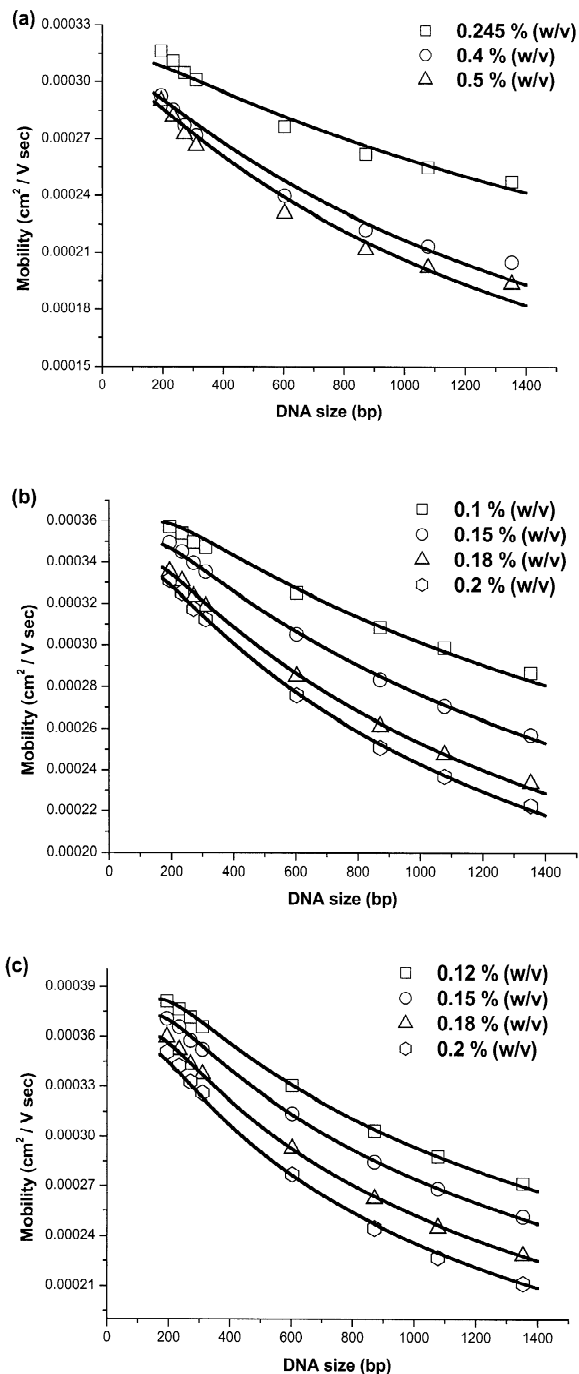 (a)
0.00033
0.00030
0.00027
0.00024
0.00021
0.00018
0.00015
Mobility (cm² / V sec)
0.245 % (w/v)
0.4 % (w/v)
0.5 % (w/v)
0 200 400 600 800 1000 1200 1400
DNA size (bp)
(b)
0.00036
0.00034
0.00032
0.00030
0.00028
0.00026
0.00024
0.00022
0.00020
Mobility (cm² / V sec)
0.1 % (w/v)
0.15 % (w/v)
0.18 % (w/v)
0.2 % (w/v)
0 200 400 600 800 1000 1200 1400
DNA size (bp)
(c)
0.00039
0.00036
0.00033
0.00030
0.00027
0.00024
0.00021
Mobility (cm² / V sec)
0.12 % (w/v)
0.15 % (w/v)
0.18 % (w/v)
0.2 % (w/v)
0 200 400 600 800 1000 1200 1400
DNA size (bp)